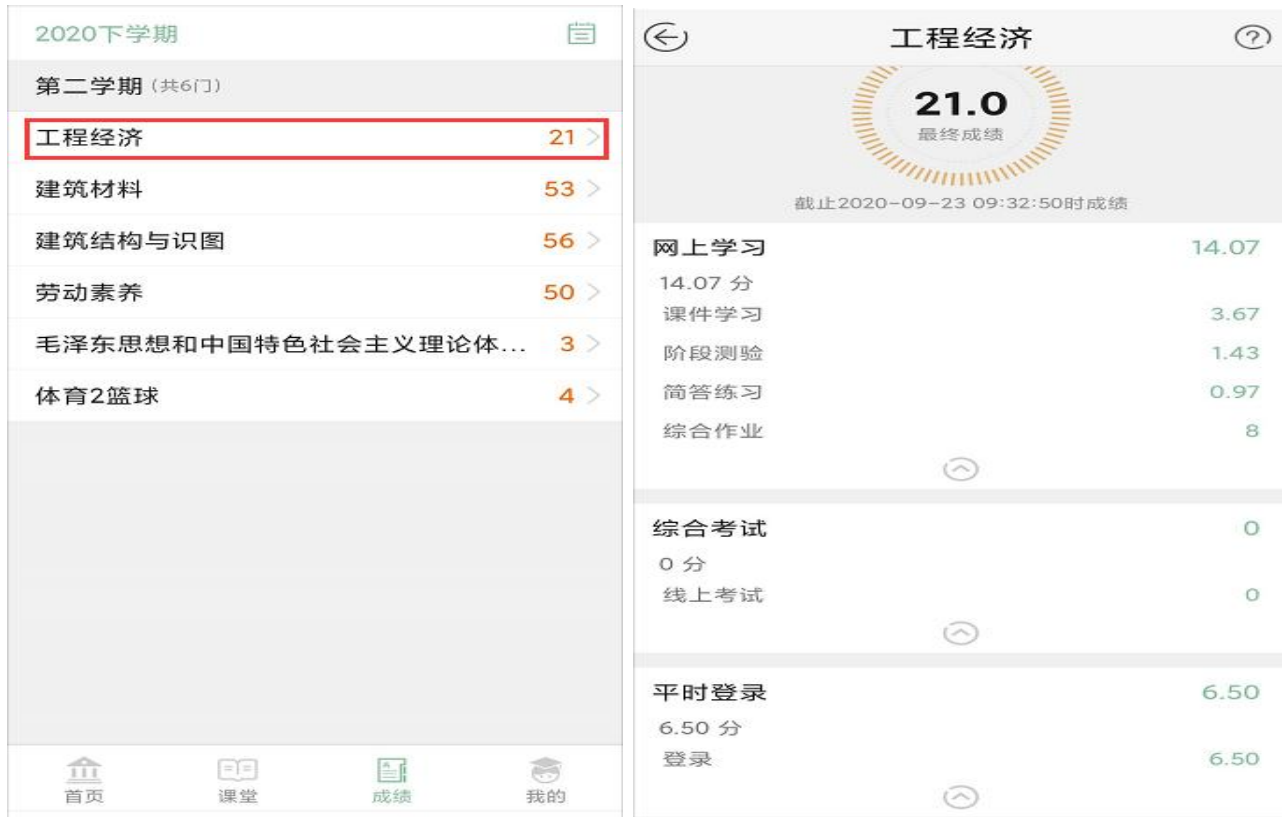 2020下学期
第二学期 (共6门)
工程经济 21
建筑材料 53
建筑结构与识图 56
劳动素养 50
毛泽东思想和中国特色社会主义理论体... 3
体育2篮球 4
首页 课堂 成绩 我的
工程经济
21.0
最终成绩
截止2020-09-23 09:32:50时成绩
网上学习 14.07
14.07 分
课件学习 3.67
阶段测验 1.43
简答练习 0.97
综合作业 8
综合考试 0
0 分
线上考试 0
平时登录 6.50
6.50 分
登录 6.50